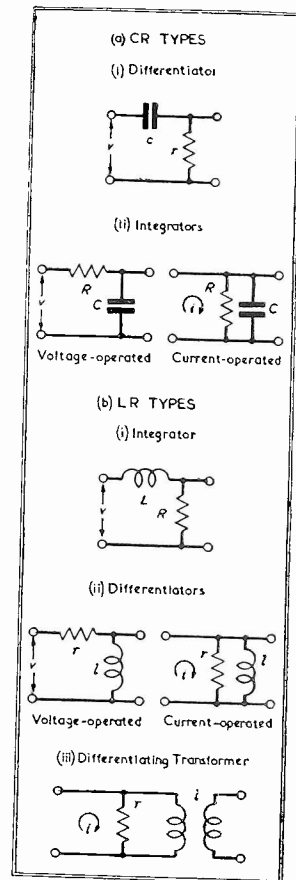 (a) CR TYPES
(i) Differentiator
c
v
r
(ii) Integrators
R
v
C
R
i
C
Voltage-operated Current-operated
(b) LR TYPES
(i) Integrator
L
v
R
(ii) Differentiators
r
v
l
r
i
l
Voltage-operated Current-operated
(iii) Differentiating Transformer
l
r
i